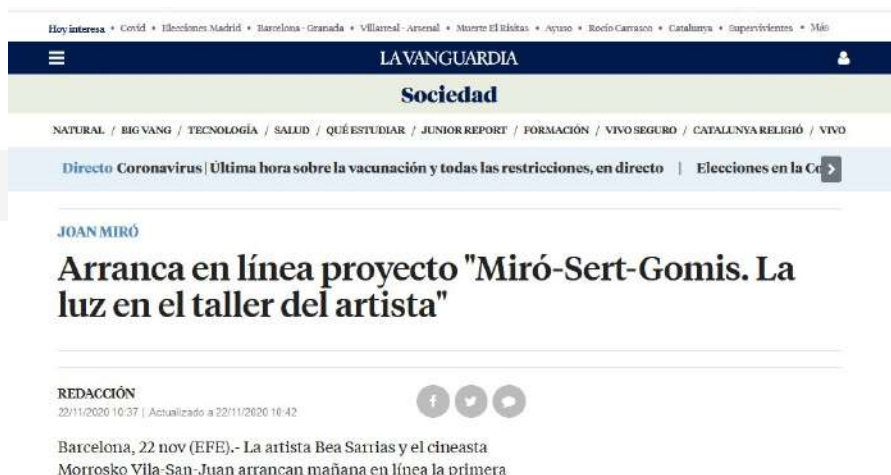 Hoy interesa • Covid • Elecciones Madrid • Barcelona - Granada • Villarreal - Arsenal • Muerte El Risitas • Ayuso • Rocío Carrasco • Catalunya • Supervivientes • Más
LA VANGUARDIA
Sociedad
NATURAL / BIG VANG / TECNOLOGÍA / SALUD / QUÉ ESTUDIAR / JUNIOR REPORT / FORMACIÓN / VIVO SEGURO / CATALUNYA RELIGIÓ / VIVO
Directo Coronavirus | Última hora sobre la vacunación y todas las restricciones, en directo | Elecciones en la Co
JOAN MIRÓ
Arranca en línea proyecto "Miró-Sert-Gomis. La
luz en el taller del artista"
REDACCIÓN
22/11/2020 10:37 | Actualizado a 22/11/2020 10:42
Barcelona, 22 nov (EFE).- La artista Bea Sarrias y el cineasta
Morrosko Vila-San-Juan arrancan mañana en línea la primera